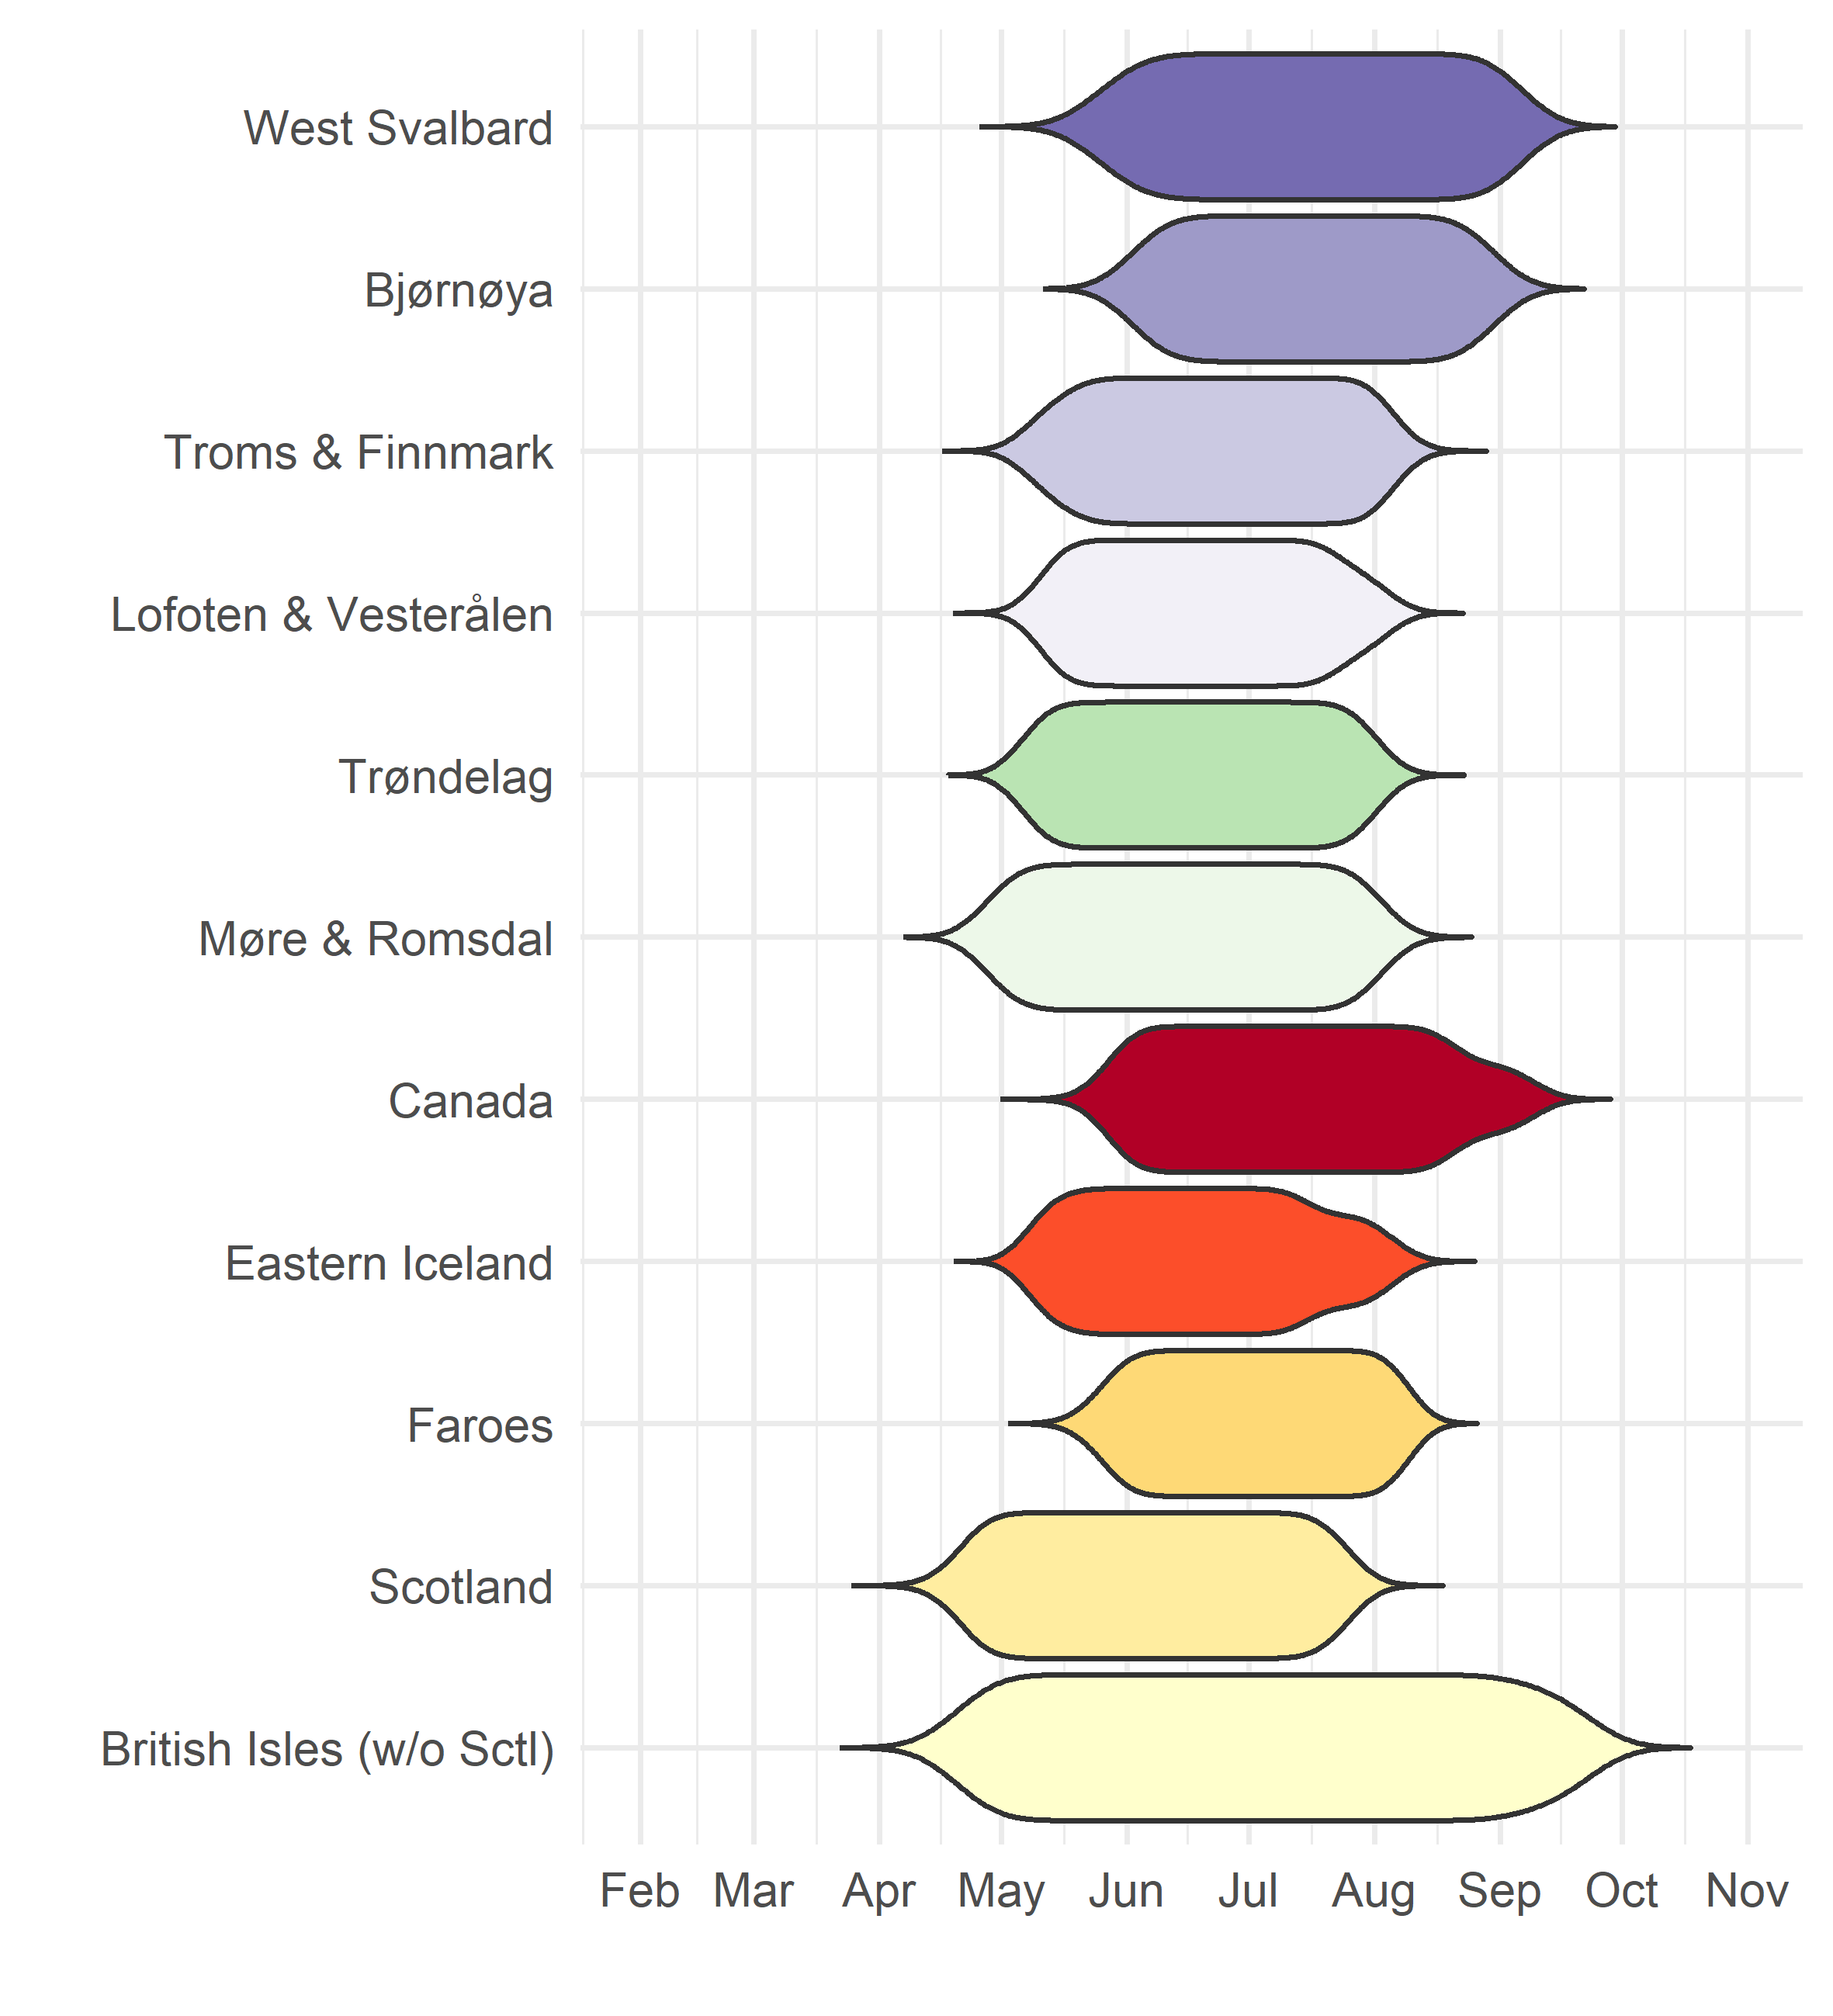 West Svalbard
Bjørnøya
Troms & Finnmark
Lofoten & Vesterålen
Trøndelag
Møre & Romsdal
Canada
Eastern Iceland
Faroes
Scotland
British Isles (w/o Sctl)
Feb Mar Apr May Jun Jul Aug Sep Oct Nov